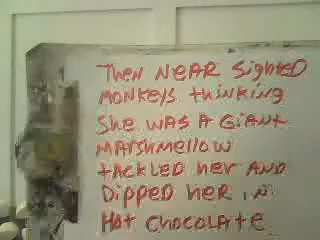 Then NEAR Sighted
MONKEYS thinking
She WAS A GIANT
MARSHMELLOW
tACKLED her AND
DIPPED HER IN
Hot CHOCOLATE